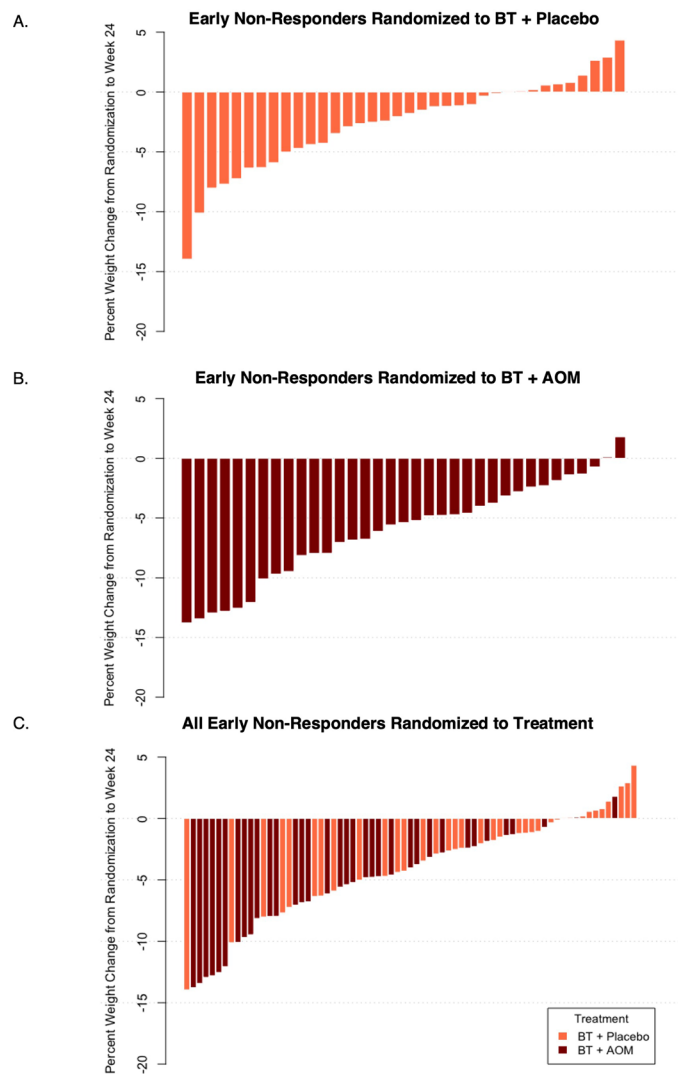 A.
Early Non-Responders Randomized to BT + Placebo
Percent Weight Change from Randomization to Week 24
5
0
-5
-10
-15
-20
B.
Early Non-Responders Randomized to BT + AOM
Percent Weight Change from Randomization to Week 24
5
0
-5
-10
-15
-20
C.
All Early Non-Responders Randomized to Treatment
Percent Weight Change from Randomization to Week 24
5
0
-5
-10
-15
-20
Treatment
BT + Placebo
BT + AOM